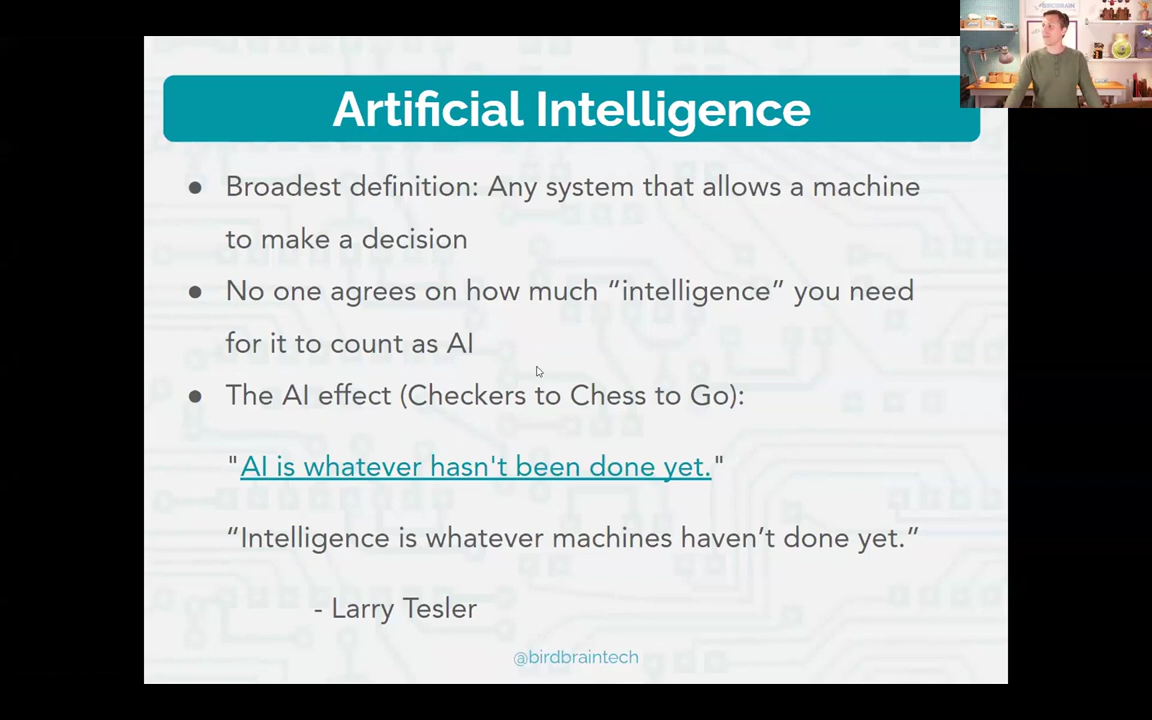 Artificial Intelligence
● Broadest definition: Any system that allows a machine
to make a decision
● No one agrees on how much “intelligence” you need
for it to count as AI
● The AI effect (Checkers to Chess to Go):
"AI is whatever hasn't been done yet."
“Intelligence is whatever machines haven’t done yet.”
- Larry Tesler
@birdbraintech